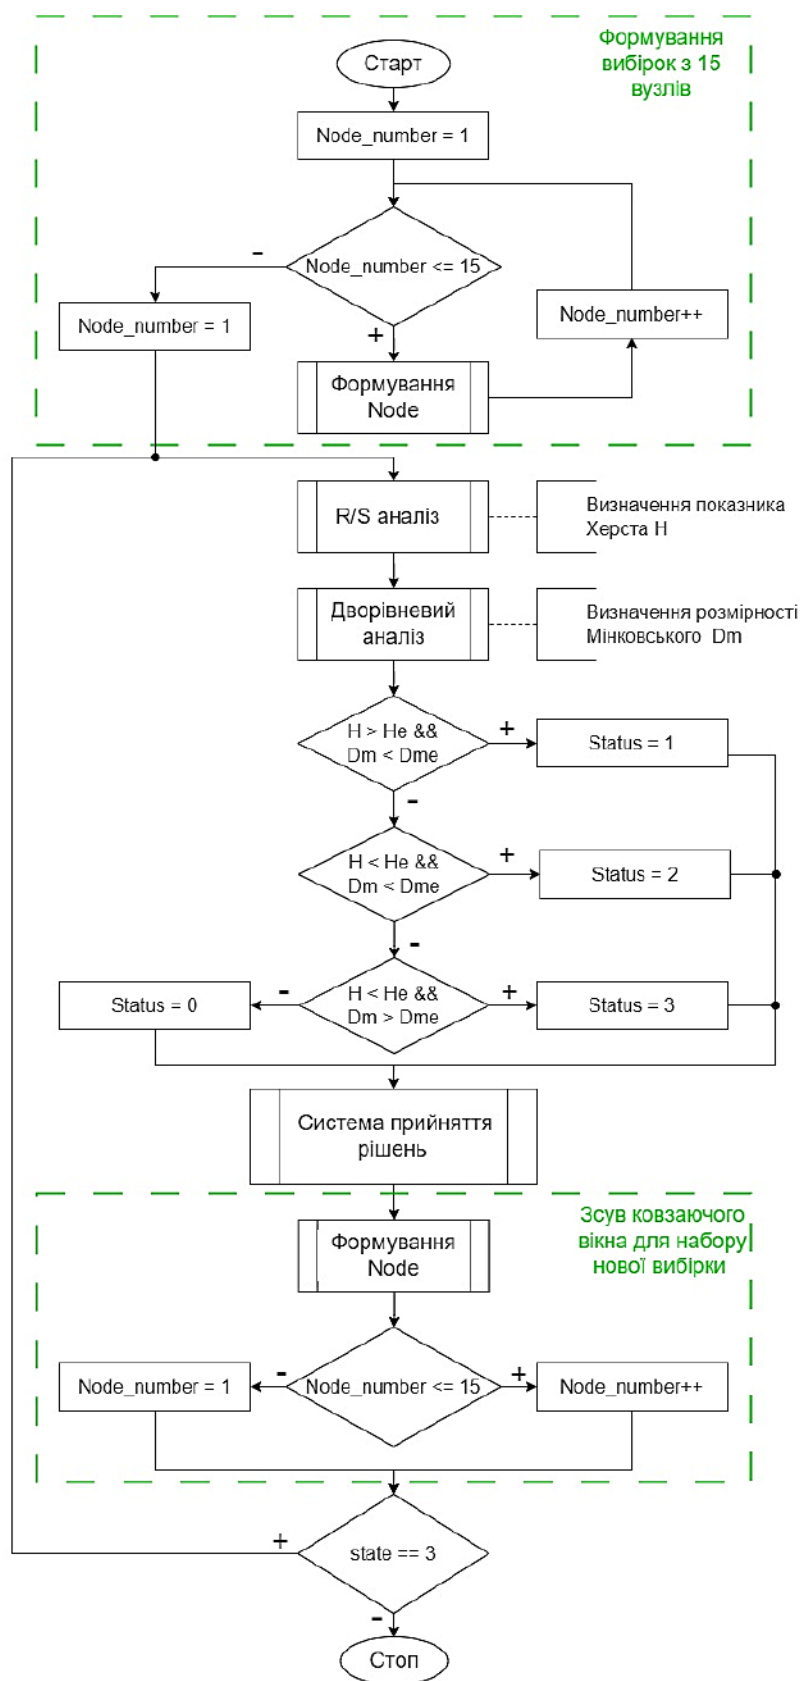 Формування
вибірок з 15
вузлів
Старт
Node_number = 1
Node_number <= 15
-
+
Node_number = 1
Node_number++
Формування
Node
R/S аналіз
Визначення показника
Херста H
Дворівневий
аналіз
Визначення розмірності
Мінковського Dm
H > He &&
Dm < Dme
+
Status = 1
-
H < He &&
Dm < Dme
+
Status = 2
-
Status = 0
-
H < He &&
Dm > Dme
+
Status = 3
Система прийняття
рішень
Зсув ковзаючого
вікна для набору
нової вибірки
Формування
Node
Node_number = 1
-
Node_number <= 15
+
Node_number++
+
state == 3
-
Стоп